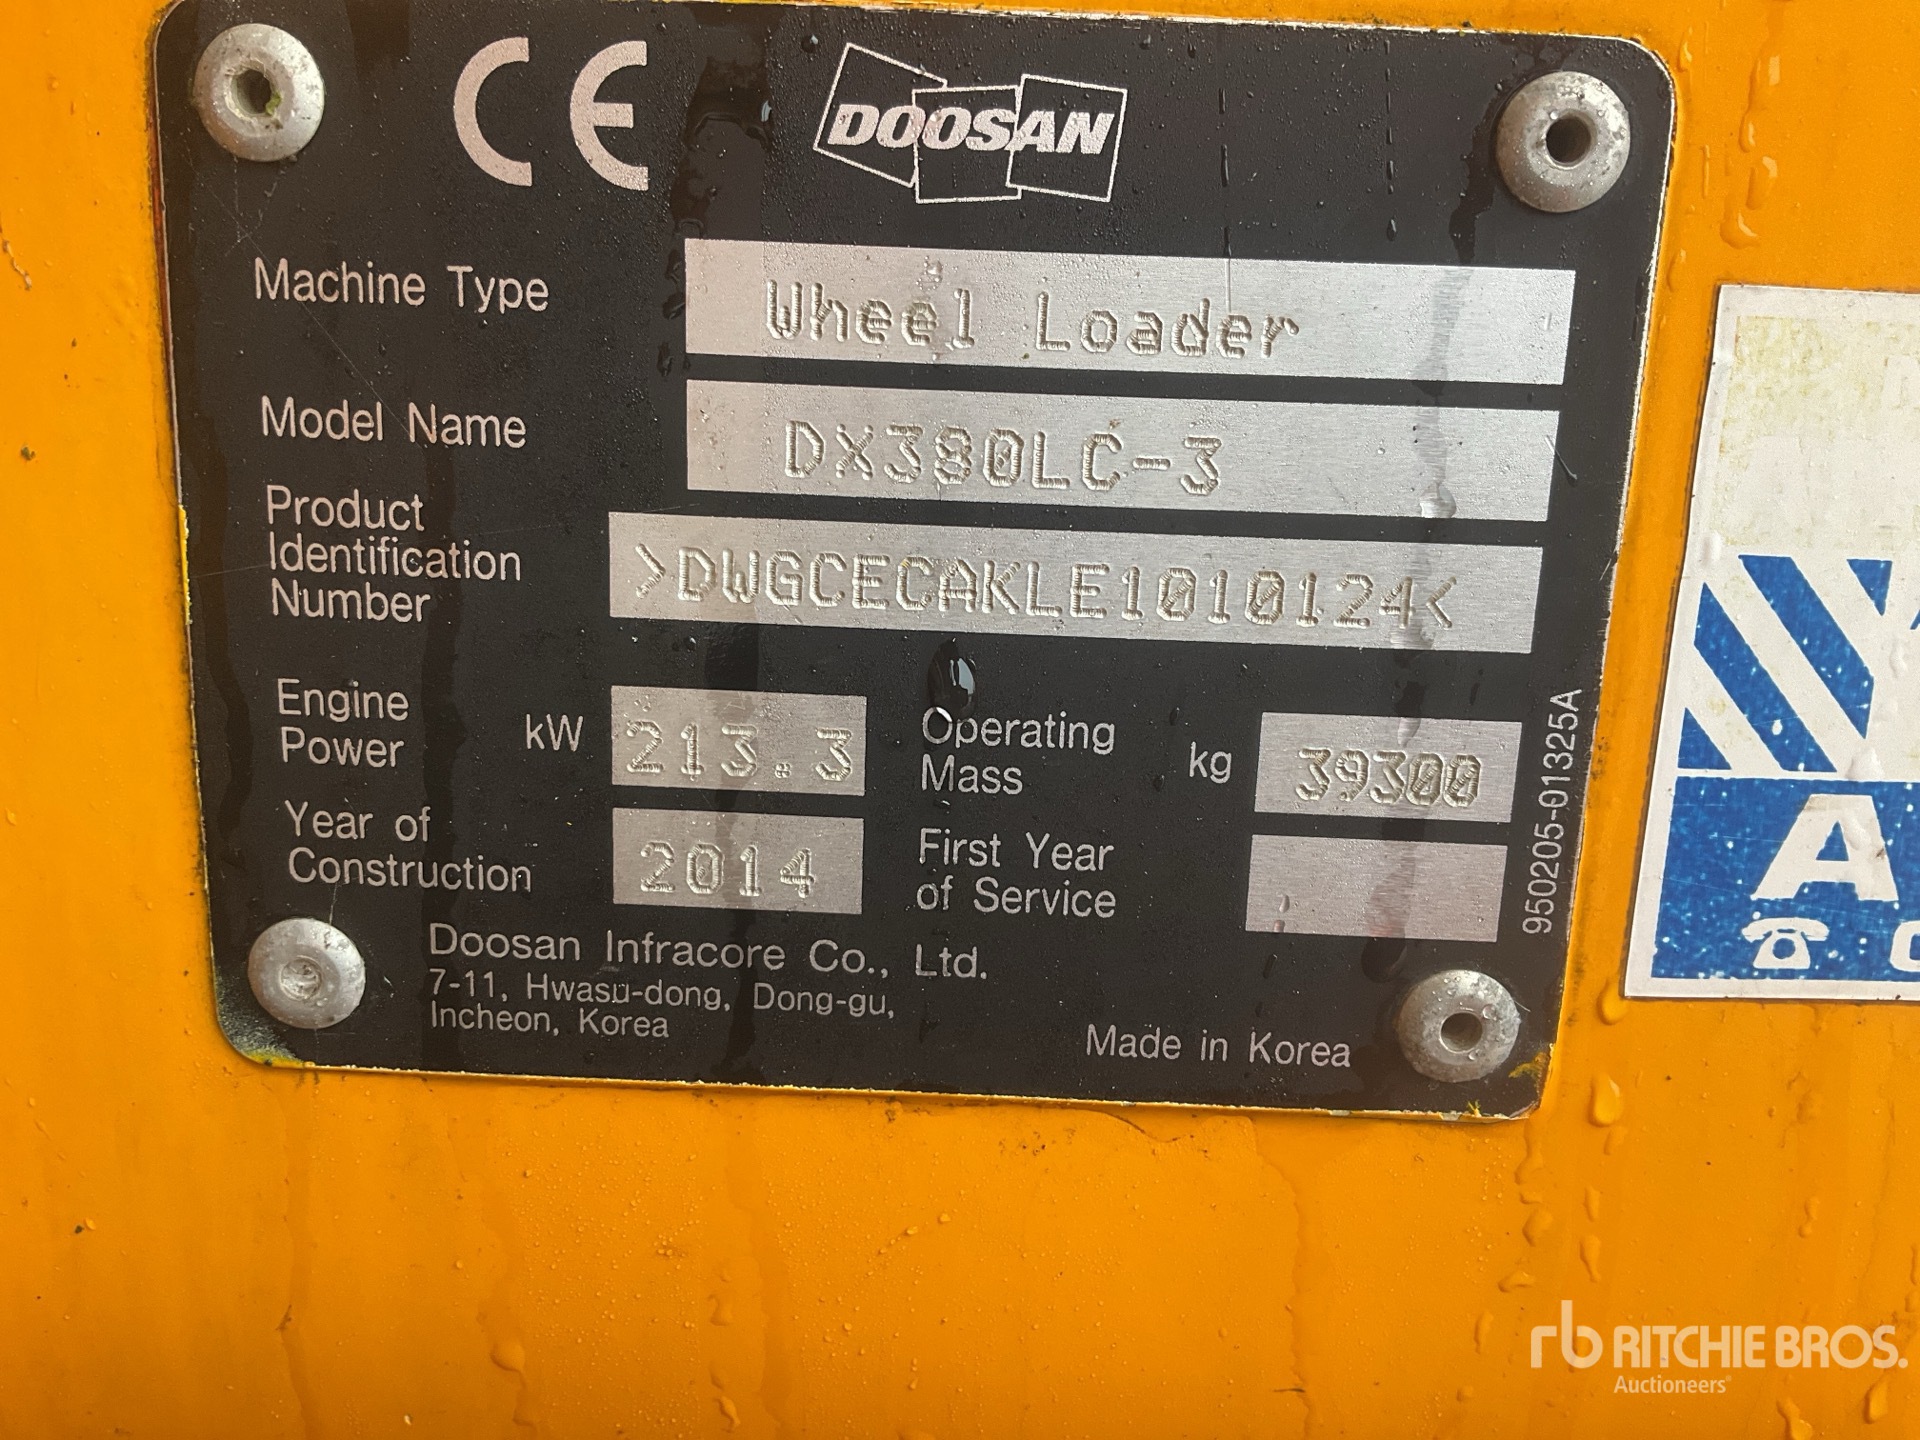 CE DOOSAN
Machine Type Wheel Loader
Model Name DX380LC-3
Product
Identification
Number
>DWGCECAKLE1010124<
Engine
Power kW 213.3
Operating
Mass kg 39300
Year of
Construction 2014
First Year
of Service
950205-01325A
Doosan Infracore Co., Ltd.
7-11, Hwasu-dong, Dong-gu,
Incheon, Korea
Made in Korea
A
rb RITCHIE BROS.
Auctioneers